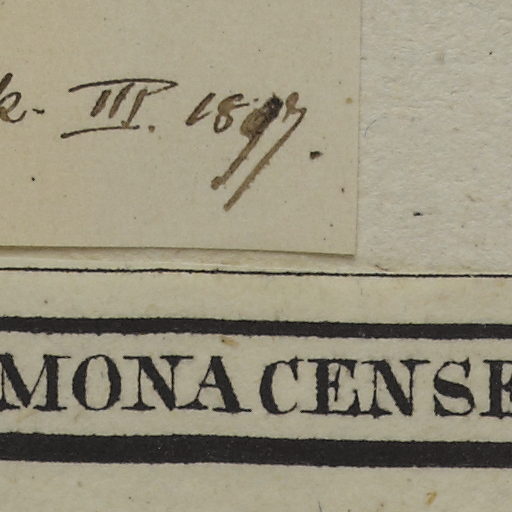 k. III. 1897.
MONACENSE